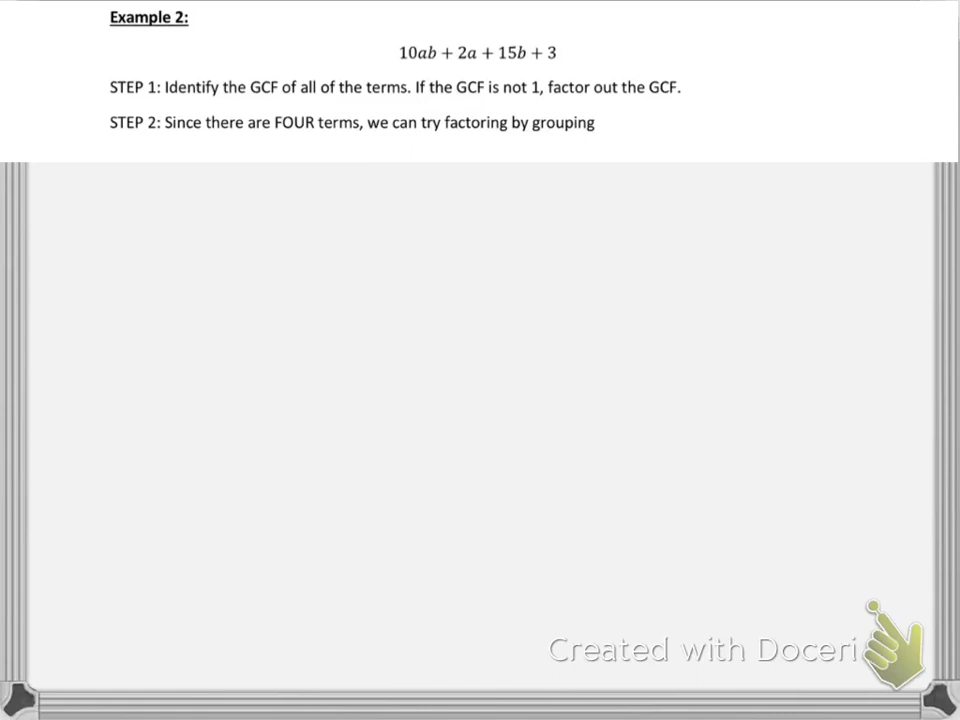 Example 2:
10ab + 2a + 15b + 3
STEP 1: Identify the GCF of all of the terms. If the GCF is not 1, factor out the GCF.
STEP 2: Since there are FOUR terms, we can try factoring by grouping
Created with Doceri